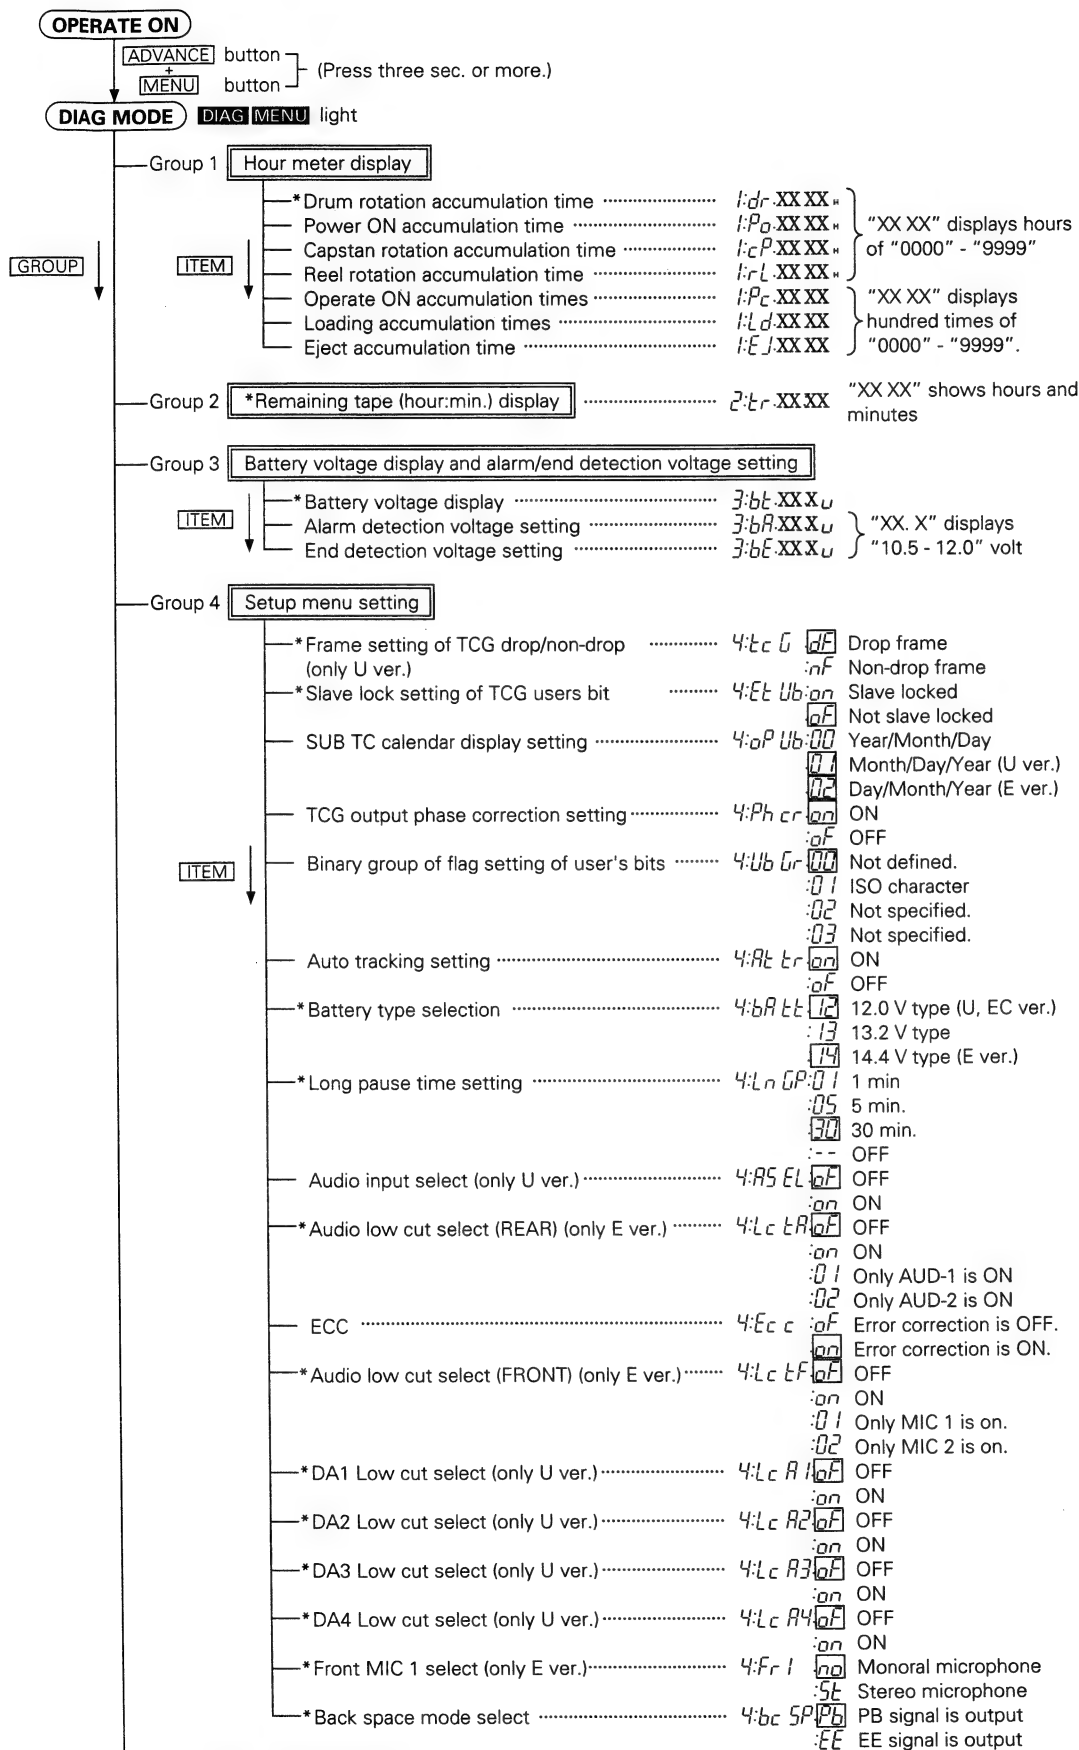 OPERATE ON
ADVANCE button
+
MENU button
(Press three sec. or more.)
DIAG MODE DIAG MENU light
Group 1 Hour meter display
*Drum rotation accumulation time 1:dr.XX XX H
Power ON accumulation time 1:Po.XX XX H
Capstan rotation accumulation time 1:cP.XX XX H
Reel rotation accumulation time 1:rL.XX XX H
"XX XX" displays hours
of "0000" - "9999"
GROUP
ITEM
Operate ON accumulation times 1:Pc.XX XX
Loading accumulation times 1:Ld.XX XX
Eject accumulation time 1:EJ.XX XX
"XX XX" displays
hundred times of
"0000" - "9999".
Group 2 *Remaining tape (hour:min.) display 2:tr.XX XX
"XX XX" shows hours and
minutes
Group 3 Battery voltage display and alarm/end detection voltage setting
ITEM
*Battery voltage display 3:bt.XX X u
Alarm detection voltage setting 3:bA.XX X u
End detection voltage setting 3:bE.XX X u
"XX. X" displays
"10.5 - 12.0" volt
Group 4 Setup menu setting
*Frame setting of TCG drop/non-drop 4:tc G dF Drop frame
(only U ver.) :nF Non-drop frame
*Slave lock setting of TCG users bit 4:Et Ub:on Slave locked
oF Not slave locked
SUB TC calendar display setting 4:oP Ub:00 Year/Month/Day
01 Month/Day/Year (U ver.)
02 Day/Month/Year (E ver.)
TCG output phase correction setting 4:Ph cr on ON
:oF OFF
ITEM
Binary group of flag setting of user's bits 4:Ub Gr 00 Not defined.
:01 ISO character
:02 Not specified.
:03 Not specified.
Auto tracking setting 4:At tr on ON
:oF OFF
*Battery type selection 4:bA tt 12 12.0 V type (U, EC ver.)
:13 13.2 V type
14 14.4 V type (E ver.)
*Long pause time setting 4:Ln GP:01 1 min
:05 5 min.
30 30 min.
:-- OFF
Audio input select (only U ver.) 4:AS EL oF OFF
:on ON
*Audio low cut select (REAR) (only E ver.) 4:Lc tA oF OFF
:on ON
:01 Only AUD-1 is ON
:02 Only AUD-2 is ON
ECC 4:Ec c :oF Error correction is OFF.
on Error correction is ON.
*Audio low cut select (FRONT) (only E ver.) 4:Lc tF oF OFF
:on ON
:01 Only MIC 1 is on.
:02 Only MIC 2 is on.
*DA1 Low cut select (only U ver.) 4:Lc A1 oF OFF
:on ON
*DA2 Low cut select (only U ver.) 4:Lc A2 oF OFF
:on ON
*DA3 Low cut select (only U ver.) 4:Lc A3 oF OFF
:on ON
*DA4 Low cut select (only U ver.) 4:Lc A4 oF OFF
:on ON
*Front MIC 1 select (only E ver.) 4:Fr 1 no Monoral microphone
:St Stereo microphone
*Back space mode select 4:bc SP Pb PB signal is output
:EE EE signal is output